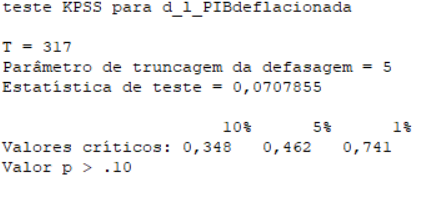 teste KPSS para d_l_PIBdeflacionada
T = 317
Parâmetro de truncagem da defasagem = 5
Estatística de teste = 0,0707855
10% 5% 1%
Valores críticos: 0,348 0,462 0,741
Valor p > .10